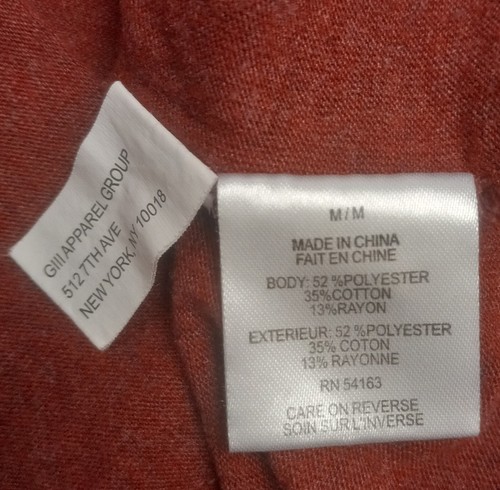 GIII APPAREL GROUP
512 7TH AVE
NEW YORK, NY 10018
M / M
MADE IN CHINA
FAIT EN CHINE
BODY: 52 %POLYESTER
35%COTTON
13%RAYON
EXTERIEUR: 52 %POLYESTER
35% COTON
13% RAYONNE
RN 54163
CARE ON REVERSE
SOIN SUR L'INVERSE